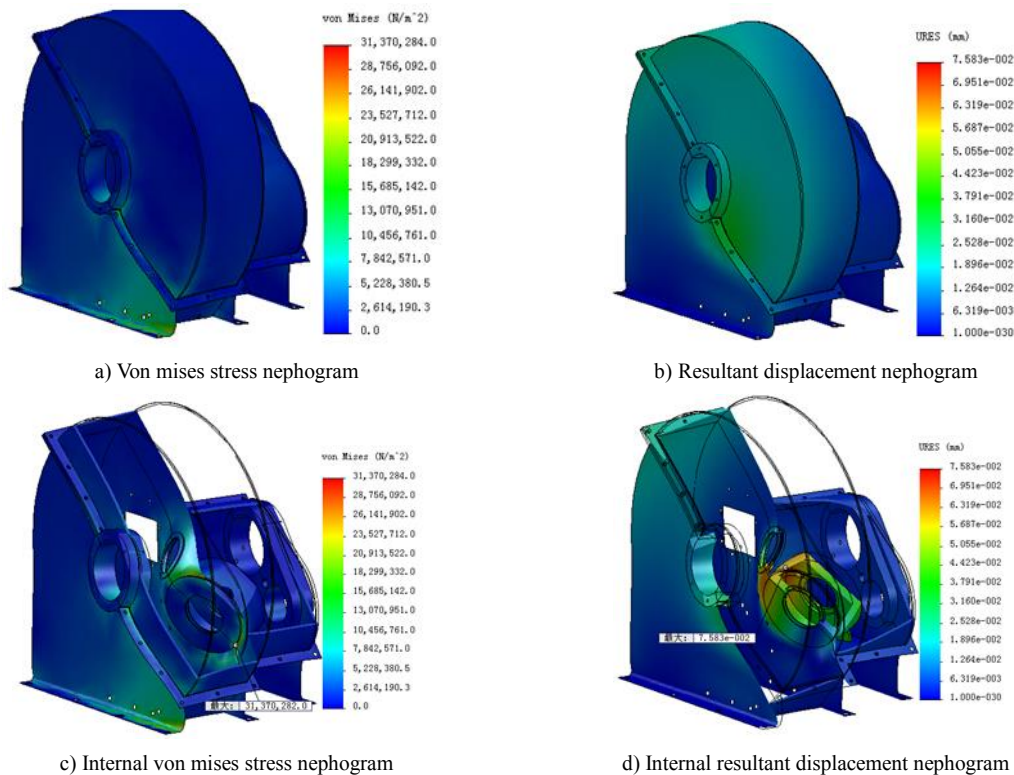 von Mises (N/m^2)
31,370,284.0
28,756,092.0
26,141,902.0
23,527,712.0
20,913,522.0
18,299,332.0
15,685,142.0
13,070,951.0
10,456,761.0
7,842,571.0
5,228,380.5
2,614,190.3
0.0
URES (mm)
7.583e-002
6.951e-002
6.319e-002
5.687e-002
5.055e-002
4.423e-002
3.791e-002
3.160e-002
2.528e-002
1.896e-002
1.264e-002
6.319e-003
1.000e-030
a) Von mises stress nephogram
b) Resultant displacement nephogram
von Mises (N/m^2)
31,370,284.0
28,756,092.0
26,141,902.0
23,527,712.0
20,913,522.0
18,299,332.0
15,685,142.0
13,070,951.0
10,456,761.0
7,842,571.0
5,228,380.5
2,614,190.3
0.0
最大: 31,370,282.0
URES (mm)
7.583e-002
6.951e-002
6.319e-002
5.687e-002
5.055e-002
4.423e-002
3.791e-002
3.160e-002
2.528e-002
1.896e-002
1.264e-002
6.319e-003
1.000e-030
最大: 7.583e-002
c) Internal von mises stress nephogram
d) Internal resultant displacement nephogram